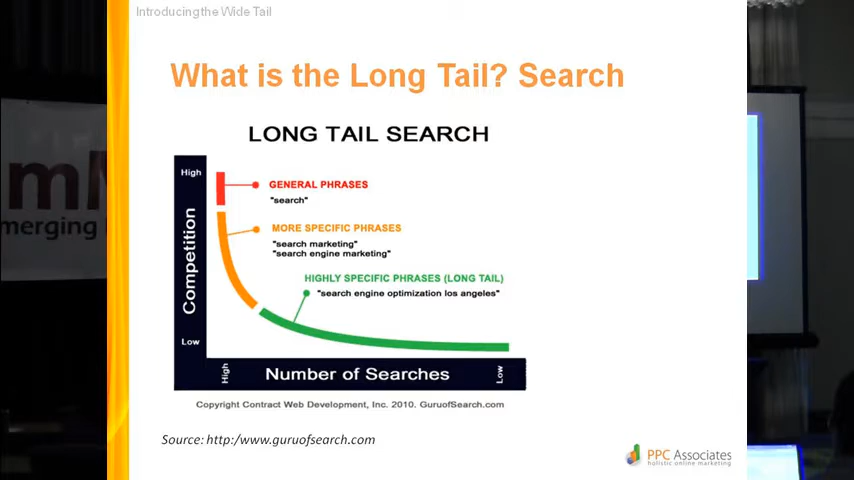 Introducing the Wide Tail
What is the Long Tail? Search
LONG TAIL SEARCH
High
GENERAL PHRASES
"search"
MORE SPECIFIC PHRASES
"search marketing"
"search engine marketing"
HIGHLY SPECIFIC PHRASES (LONG TAIL)
"search engine optimization los angeles"
Competition
Low
High
Number of Searches
Low
Copyright Contract Web Development, Inc. 2010. GuruofSearch.com
Source: http:/www.guruofsearch.com
PPC Associates
holistic online marketing
m
merging